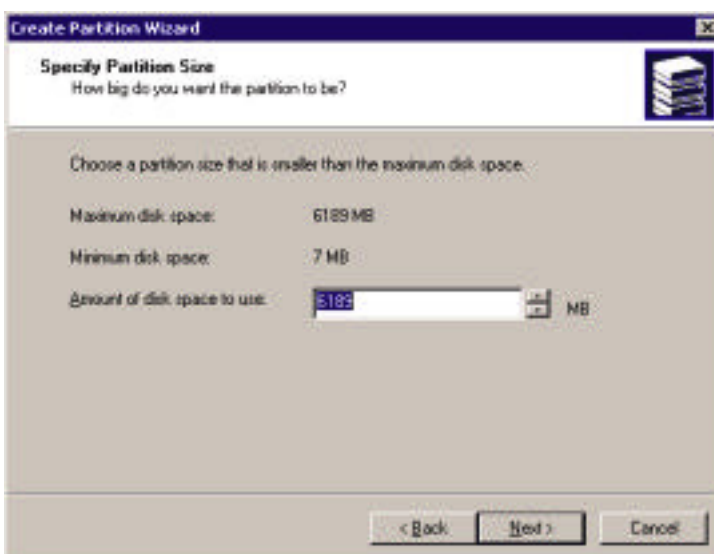 Create Partition Wizard
Specify Partition Size
How big do you want the partition to be?
Choose a partition size that is smaller than the maximum disk space.
Maximum disk space: 6189 MB
Minimum disk space: 7 MB
Amount of disk space to use: 6189 MB
< Back Next > Cancel